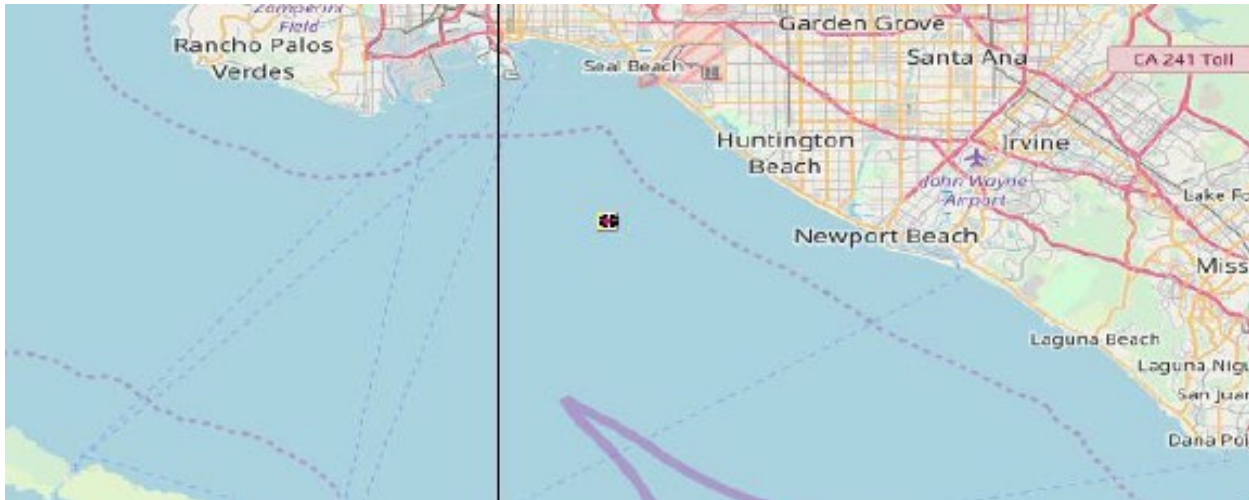 Zamperini
Field
Rancho Palos
Verdes
Garden Grove
Santa Ana
CA 241 Toll
Seal Beach
Huntington
Beach
Irvine
John Wayne
Airport
Lake Fo
Newport Beach
Miss
Laguna Beach
Laguna Nigu
San Juan
Dana Poi